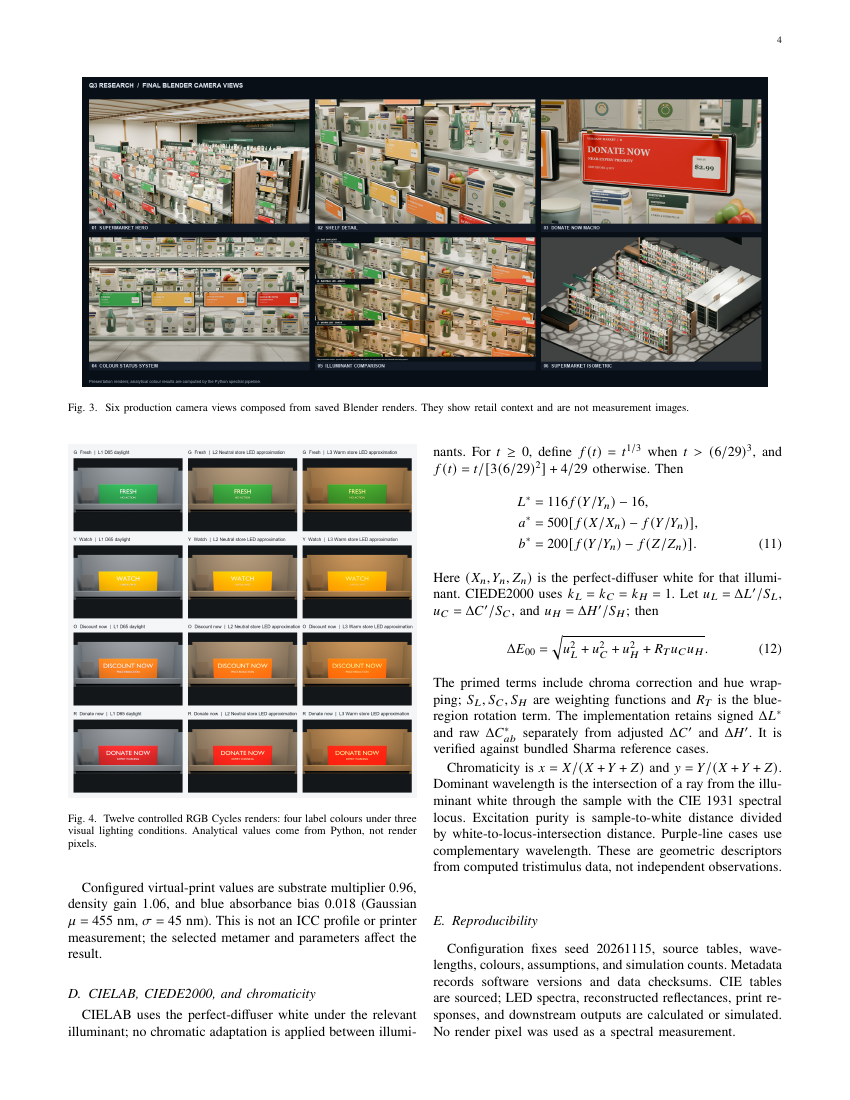 4
Q3 RESEARCH / FINAL BLENDER CAMERA VIEWS
DONATE NOW
NEAR-EXPIRY PRIORITY
$2.99
01 SUPERMARKET HERO
02 SHELF DETAIL
03 DONATE NOW MACRO
04 COLOUR STATUS SYSTEM
05 ILLUMINANT COMPARISON
06 SUPERMARKET ISOMETRIC
Presentation renders; analytical colour results are computed by the Python spectral pipeline.
Fig. 3. Six production camera views composed from saved Blender renders. They show retail context and are not measurement images.
G Fresh | L1 D65 daylight
G Fresh | L2 Neutral store LED approximation
G Fresh | L3 Warm store LED approximation
FRESH
FRESH
FRESH
Y Watch | L1 D65 daylight
Y Watch | L2 Neutral store LED approximation
Y Watch | L3 Warm store LED approximation
WATCH
WATCH
WATCH
O Discount now | L1 D65 daylight
O Discount now | L2 Neutral store LED approximation
O Discount now | L3 Warm store LED approximation
DISCOUNT NOW
DISCOUNT NOW
DISCOUNT NOW
R Donate now | L1 D65 daylight
R Donate now | L2 Neutral store LED approximation
R Donate now | L3 Warm store LED approximation
DONATE NOW
DONATE NOW
DONATE NOW
Fig. 4. Twelve controlled RGB Cycles renders: four label colours under three
visual lighting conditions. Analytical values come from Python, not render
pixels.
Configured virtual-print values are substrate multiplier 0.96,
density gain 1.06, and blue absorbance bias 0.018 (Gaussian
μ = 455 nm, σ = 45 nm). This is not an ICC profile or printer
measurement; the selected metamer and parameters affect the
result.
D. CIELAB, CIEDE2000, and chromaticity
CIELAB uses the perfect-diffuser white under the relevant
illuminant; no chromatic adaptation is applied between illumi-
nants. For t ≥ 0, define f(t) = t^{1/3} when t > (6/29)^3, and
f(t) = t/[3(6/29)^2] + 4/29 otherwise. Then
L* = 116f(Y/Y_n) − 16,
a* = 500[f(X/X_n) − f(Y/Y_n)],
b* = 200[f(Y/Y_n) − f(Z/Z_n)]. (11)
Here (X_n, Y_n, Z_n) is the perfect-diffuser white for that illumi-
nant. CIEDE2000 uses k_L = k_C = k_H = 1. Let u_L = ΔL′/S_L,
u_C = ΔC′/S_C, and u_H = ΔH′/S_H; then
ΔE_00 = √(u_L^2 + u_C^2 + u_H^2 + R_T u_C u_H). (12)
The primed terms include chroma correction and hue wrap-
ping; S_L, S_C, S_H are weighting functions and R_T is the blue-
region rotation term. The implementation retains signed ΔL*
and raw ΔC*_ab separately from adjusted ΔC′ and ΔH′. It is
verified against bundled Sharma reference cases.
Chromaticity is x = X/(X + Y + Z) and y = Y/(X + Y + Z).
Dominant wavelength is the intersection of a ray from the illu-
minant white through the sample with the CIE 1931 spectral
locus. Excitation purity is sample-to-white distance divided
by white-to-locus-intersection distance. Purple-line cases use
complementary wavelength. These are geometric descriptors
from computed tristimulus data, not independent observations.
E. Reproducibility
Configuration fixes seed 20261115, source tables, wave-
lengths, colours, assumptions, and simulation counts. Metadata
records software versions and data checksums. CIE tables
are sourced; LED spectra, reconstructed reflectances, print re-
sponses, and downstream outputs are calculated or simulated.
No render pixel was used as a spectral measurement.